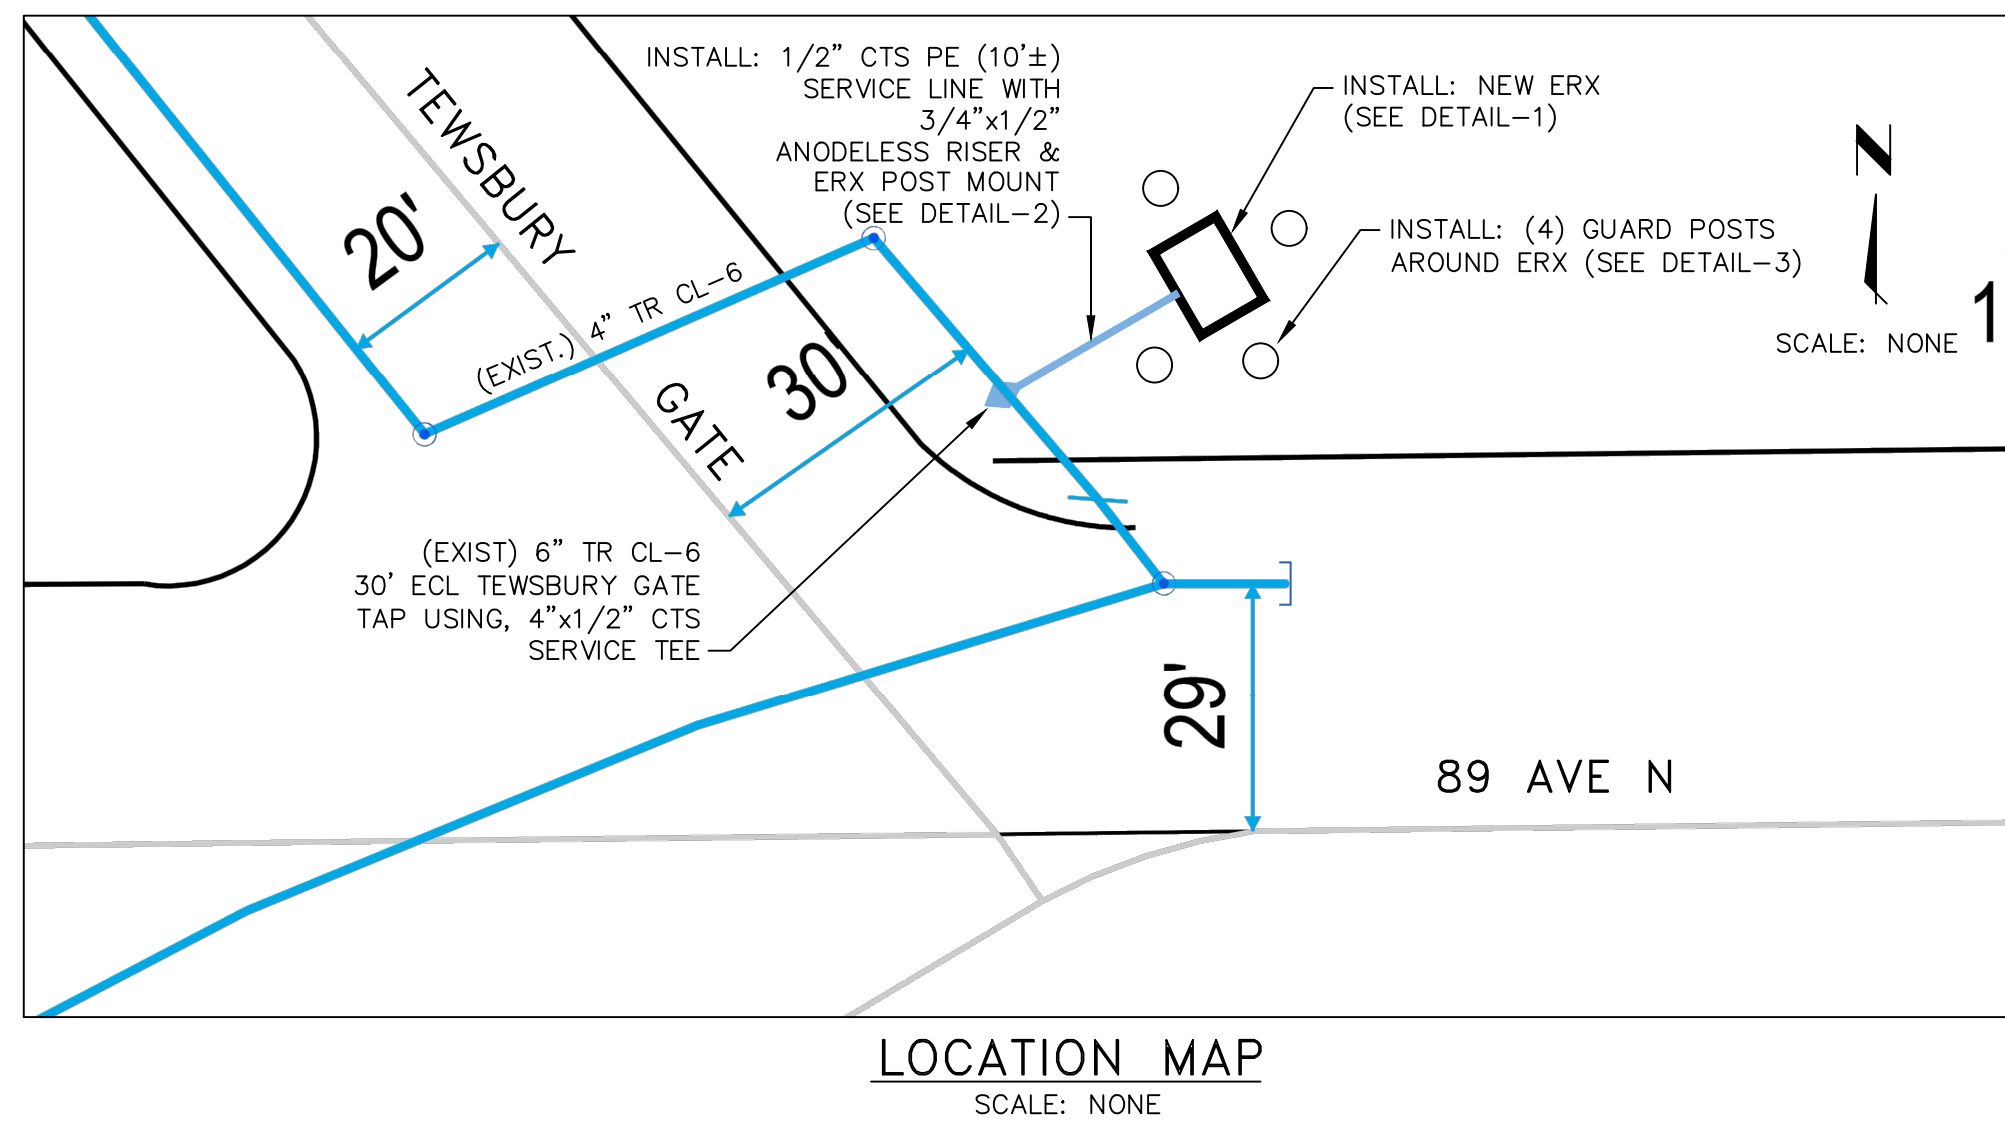 INSTALL: 1/2” CTS PE (10’±)
SERVICE LINE WITH
3/4”x1/2”
ANODELESS RISER &
ERX POST MOUNT
(SEE DETAIL-2)
INSTALL: NEW ERX
(SEE DETAIL-1)
INSTALL: (4) GUARD POSTS
AROUND ERX (SEE DETAIL-3)
N
SCALE: NONE
1
TEWSBURY
GATE
20'
(EXIST.) 4” TR CL-6
30'
(EXIST) 6” TR CL-6
30’ ECL TEWSBURY GATE
TAP USING, 4”x1/2” CTS
SERVICE TEE
29'
89 AVE N
LOCATION MAP
SCALE: NONE